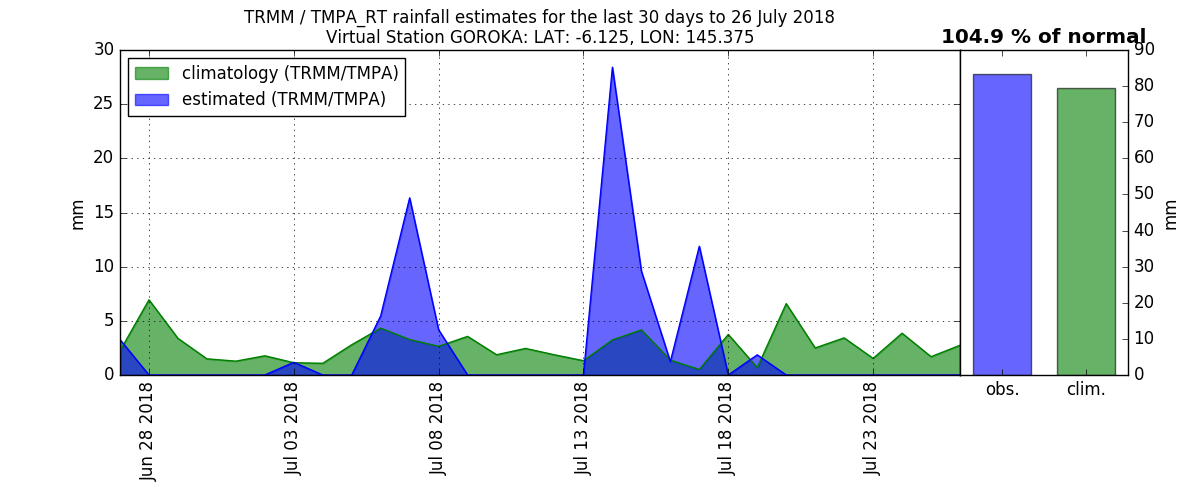 TRMM / TMPA_RT rainfall estimates for the last 30 days to 26 July 2018
Virtual Station GOROKA: LAT: -6.125, LON: 145.375
104.9 % of normal
climatology (TRMM/TMPA)
estimated (TRMM/TMPA)
30
25
20
15
10
5
0
mm
Jun 28 2018
Jul 03 2018
Jul 08 2018
Jul 13 2018
Jul 18 2018
Jul 23 2018
90
80
70
60
50
40
30
20
10
0
mm
obs.
clim.